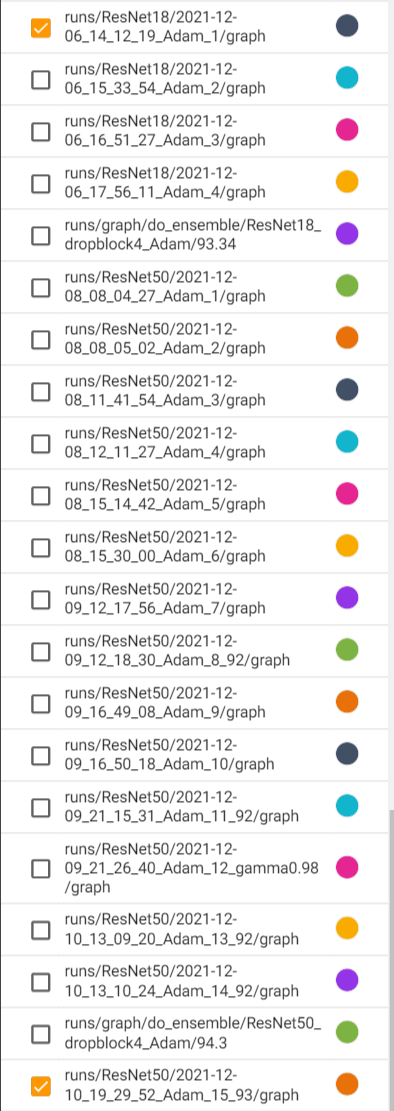 runs/ResNet18/2021-12-
06_14_12_19_Adam_1/graph
runs/ResNet18/2021-12-
06_15_33_54_Adam_2/graph
runs/ResNet18/2021-12-
06_16_51_27_Adam_3/graph
runs/ResNet18/2021-12-
06_17_56_11_Adam_4/graph
runs/graph/do_ensemble/ResNet18_
dropblock4_Adam/93.34
runs/ResNet50/2021-12-
08_08_04_27_Adam_1/graph
runs/ResNet50/2021-12-
08_08_05_02_Adam_2/graph
runs/ResNet50/2021-12-
08_11_41_54_Adam_3/graph
runs/ResNet50/2021-12-
08_12_11_27_Adam_4/graph
runs/ResNet50/2021-12-
08_15_14_42_Adam_5/graph
runs/ResNet50/2021-12-
08_15_30_00_Adam_6/graph
runs/ResNet50/2021-12-
09_12_17_56_Adam_7/graph
runs/ResNet50/2021-12-
09_12_18_30_Adam_8_92/graph
runs/ResNet50/2021-12-
09_16_49_08_Adam_9/graph
runs/ResNet50/2021-12-
09_16_50_18_Adam_10/graph
runs/ResNet50/2021-12-
09_21_15_31_Adam_11_92/graph
runs/ResNet50/2021-12-
09_21_26_40_Adam_12_gamma0.98
/graph
runs/ResNet50/2021-12-
10_13_09_20_Adam_13_92/graph
runs/ResNet50/2021-12-
10_13_10_24_Adam_14_92/graph
runs/graph/do_ensemble/ResNet50_
dropblock4_Adam/94.3
runs/ResNet50/2021-12-
10_19_29_52_Adam_15_93/graph